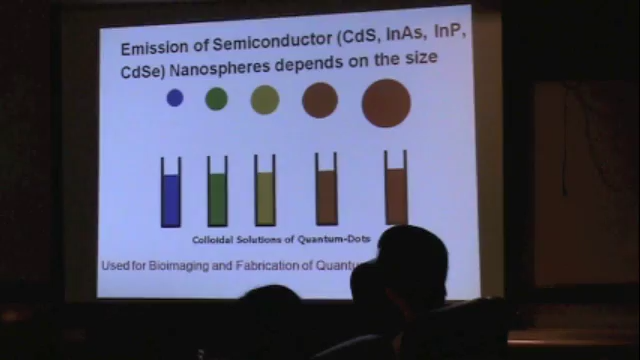 Emission of Semiconductor (CdS, InAs, InP,
CdSe) Nanospheres depends on the size
Colloidal Solutions of Quantum-Dots
Used for Bioimaging and Fabrication of